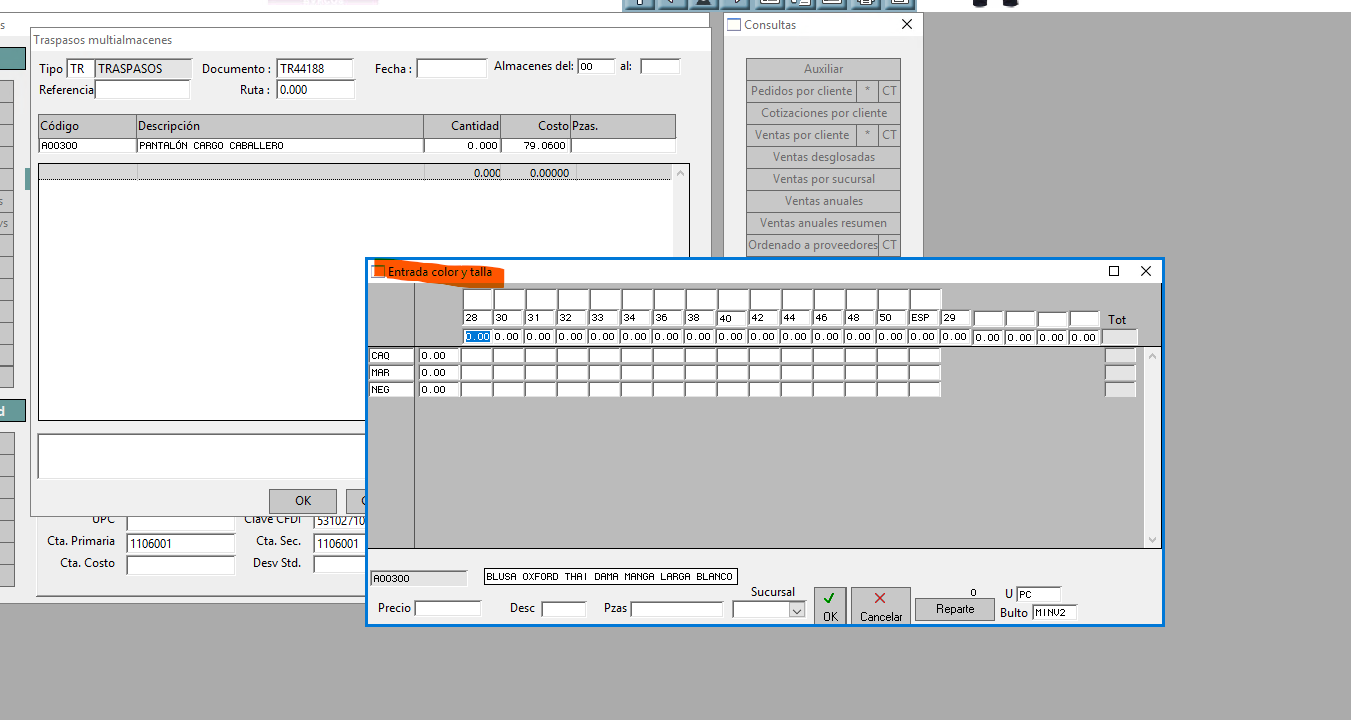 Traspasos multialmacenes
Tipo TR TRASPASOS Documento : TR44188 Fecha : Almacenes del: 00 al:
Referencia Ruta : 0.000
Código Descripción Cantidad Costo Pzas.
A00300 PANTALÓN CARGO CABALLERO 0.000 79.0600
0.000 0.00000
OK
UPC Clave CFDI 53102710
Cta. Primaria 1106001 Cta. Sec. 1106001
Cta. Costo Desv Std.
Consultas
Auxiliar
Pedidos por cliente * CT
Cotizaciones por cliente
Ventas por cliente * CT
Ventas desglosadas
Ventas por sucursal
Ventas anuales
Ventas anuales resumen
Ordenado a proveedores CT
Entrada color y talla
28 30 31 32 33 34 36 38 40 42 44 46 48 50 ESP 29 Tot
0.00 0.00 0.00 0.00 0.00 0.00 0.00 0.00 0.00 0.00 0.00 0.00 0.00 0.00 0.00 0.00 0.00 0.00 0.00 0.00
CAQ 0.00
MAR 0.00
NEG 0.00
A00300 BLUSA OXFORD THAI DAMA MANGA LARGA BLANCO
Precio Desc Pzas Sucursal OK Cancelar 0 Reparte U PC
Bulto MINV2